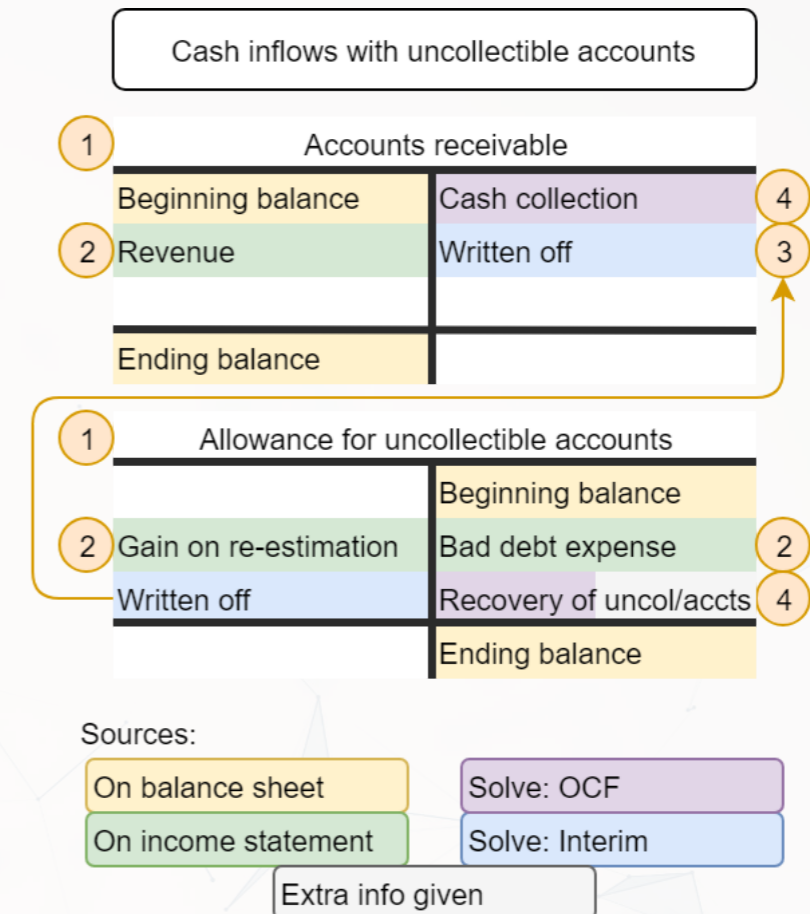 Cash inflows with uncollectible accounts
1 Accounts receivable
Beginning balance Cash collection 4
2 Revenue Written off 3
Ending balance
1 Allowance for uncollectible accounts
Beginning balance
2 Gain on re-estimation Bad debt expense 2
Written off Recovery of uncol/accts 4
Ending balance
Sources:
On balance sheet Solve: OCF
On income statement Solve: Interim
Extra info given